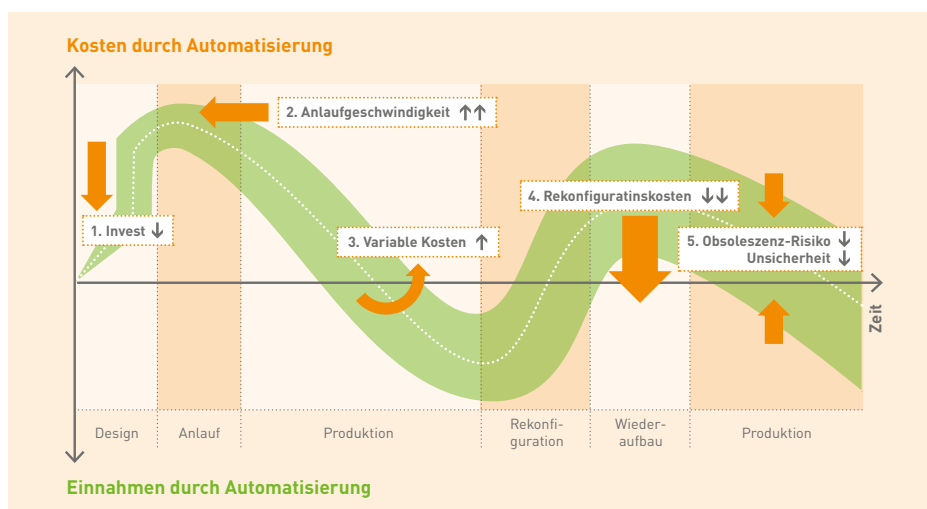 Kosten durch Automatisierung
2. Anlaufgeschwindigkeit ↑↑
4. Rekonfiguratinskosten ↓↓
1. Invest ↓
3. Variable Kosten ↑
5. Obsoleszenz-Risiko ↓
Unsicherheit ↓
Zeit
Design
Anlauf
Produktion
Rekonfi-
guration
Wieder-
aufbau
Produktion
Einnahmen durch Automatisierung